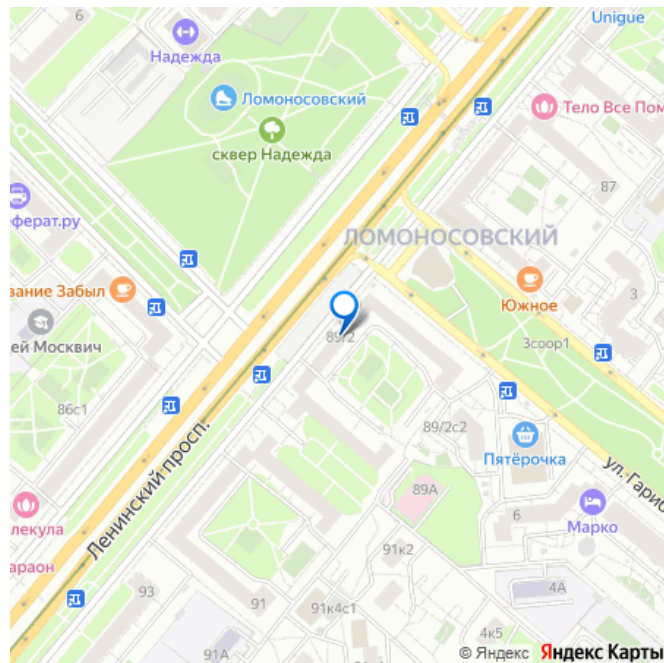 6
Unigue
Надежда
Ломоносовский
Тело Все Пом
сквер Надежда
87
ферат.ру
ЛОМОНОСОВСКИЙ
вание Забыл
Южное
3
ей Москвич
89/2
3соор1
86с1
89/2с2
Пятёрочка
Ленинский просп.
ул. Гарис
89А
лекула
6
Марко
араон
91к2
93
91
4А
91к4с1
4к5
91А
© Яндекс Яндекс Карты